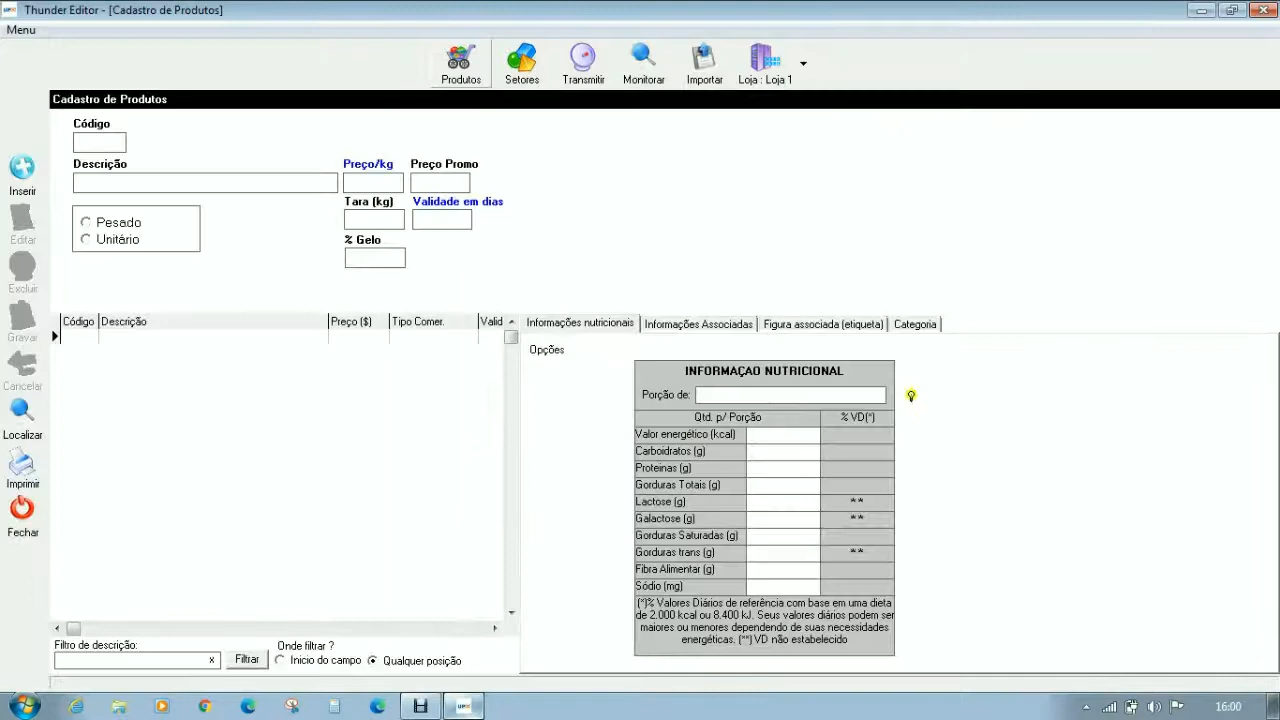 Thunder Editor - [Cadastro de Produtos]
Menu
Produtos
Setores
Transmitir
Monitorar
Importar
Loja : Loja 1
Cadastro de Produtos
Código
Descrição
Preço/kg
Preço Promo
Tara (kg)
Validade em dias
Pesado
Unitário
% Gelo
Inserir
Editar
Excluir
Gravar
Cancelar
Localizar
Imprimir
Fechar
Código
Descrição
Preço ($)
Tipo Comer.
Valid
Informações nutricionais
Informações Associadas
Figura associada (etiqueta)
Categoria
Opções
INFORMAÇAO NUTRICIONAL
Porção de:
Qtd. p/ Porção
% VD(*)
Valor energético (kcal)
Carboidratos (g)
Proteinas (g)
Gorduras Totais (g)
Lactose (g) **
Galactose (g) **
Gorduras Saturadas (g)
Gorduras trans (g) **
Fibra Alimentar (g)
Sódio (mg)
(*)% Valores Diários de referência com base em uma dieta
de 2.000 kcal ou 8.400 kJ. Seus valores diários podem ser
maiores ou menores dependendo de suas necessidades
energéticas. (**) VD não estabelecido
Filtro de descrição:
x
Filtrar
Onde filtrar ?
Inicio do campo
Qualquer posição
16:00